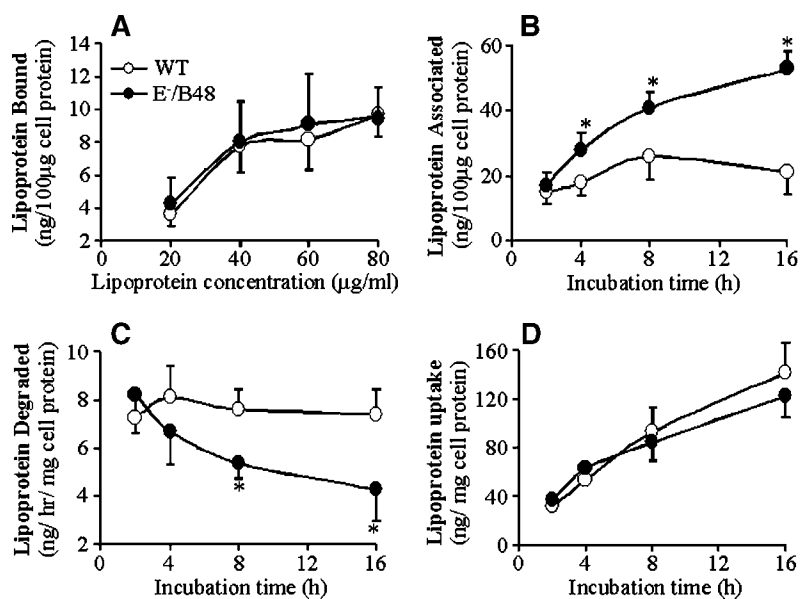 A
Lipoprotein Bound
(ng/100µg cell protein)
14
12
10
8
6
4
2
WT
E⁻/B48
0
20
40
60
80
Lipoprotein concentration (µg/ml)
B
Lipoprotein Associated
(ng/100µg cell protein)
60
40
20
0
*
*
*
0
4
8
12
16
Incubation time (h)
C
Lipoprotein Degraded
(ng/ hr/ mg cell protein)
10
8
6
4
2
*
*
0
4
8
12
16
Incubation time (h)
D
Lipoprotein uptake
(ng/ mg cell protein)
160
120
80
40
0
0
4
8
12
16
Incubation time (h)